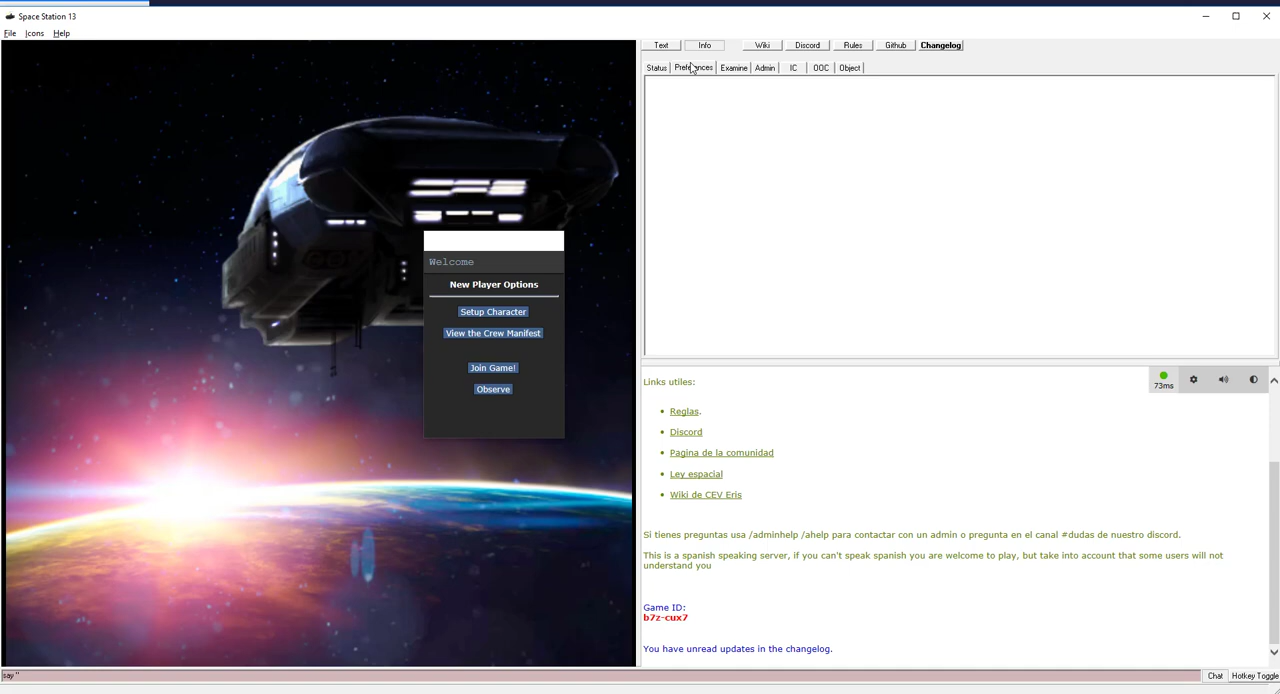 Space Station 13
File Icons Help
Text Info Wiki Discord Rules Github Changelog
Status Preferences Examine Admin IC OOC Object
Welcome
New Player Options
Setup Character
View the Crew Manifest
Join Game!
Observe
Links utiles:
Reglas.
Discord
Pagina de la comunidad
Ley espacial
Wiki de CEV Eris
73ms
Si tienes preguntas usa /adminhelp /ahelp para contactar con un admin o pregunta en el canal #dudas de nuestro discord.
This is a spanish speaking server, if you can't speak spanish you are welcome to play, but take into account that some users will not
understand you
Game ID:
b7z-cux7
You have unread updates in the changelog.
say "
Chat Hotkey Toggle